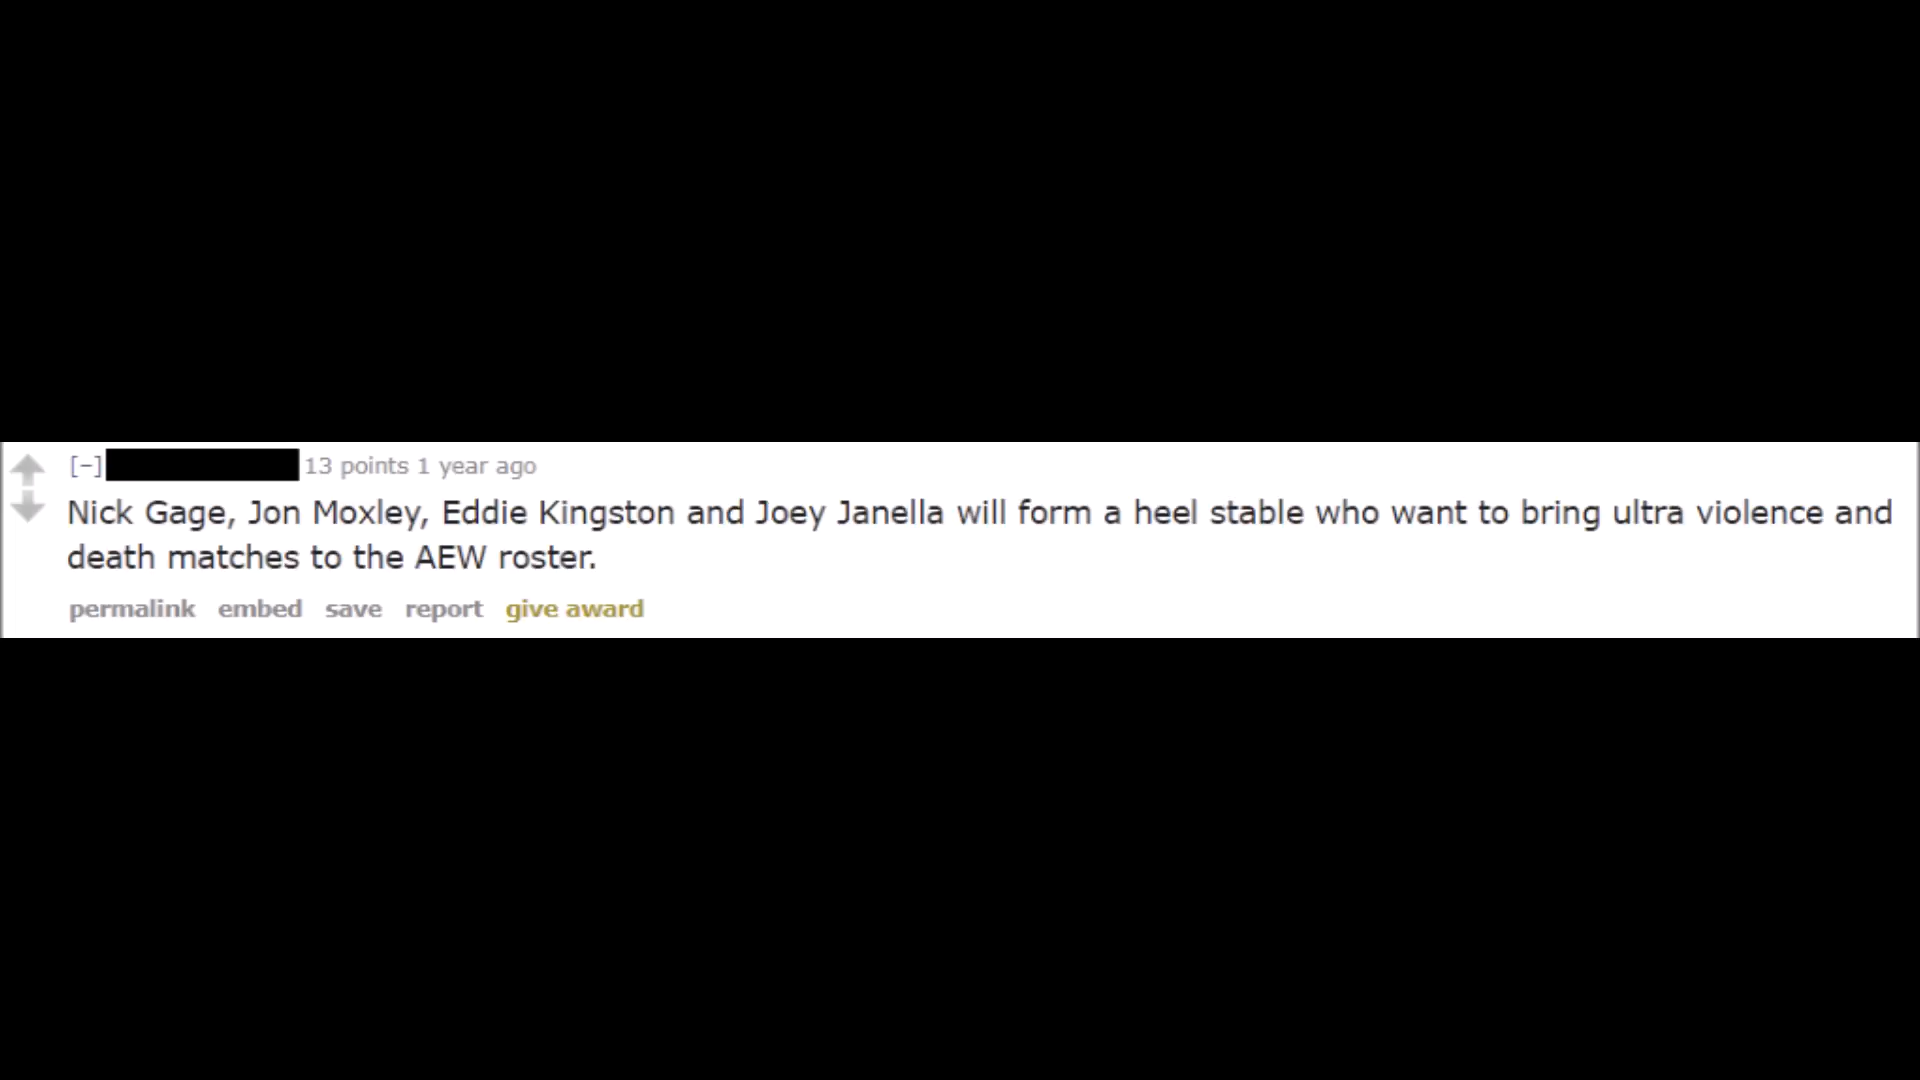 [–] 13 points 1 year ago
Nick Gage, Jon Moxley, Eddie Kingston and Joey Janella will form a heel stable who want to bring ultra violence and
death matches to the AEW roster.
permalink embed save report give award